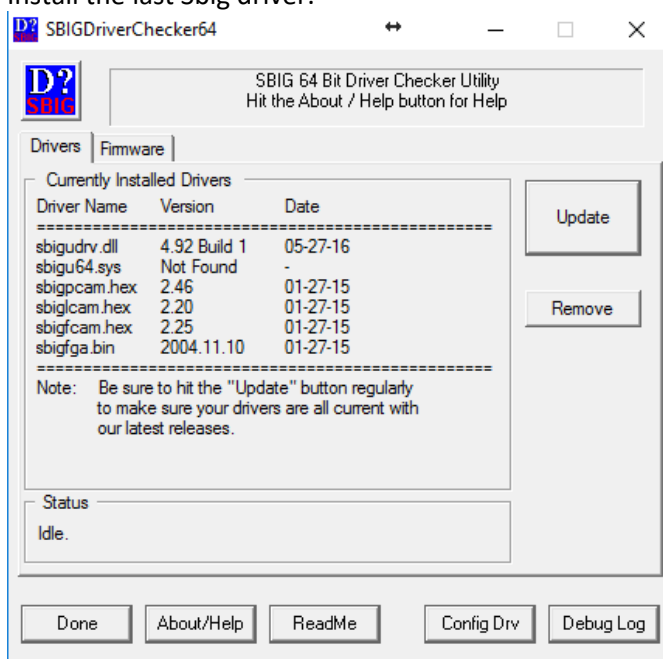 Install the last Sbig driver.
D? SBIG SBIGDriverChecker64
D?
SBIG
SBIG 64 Bit Driver Checker Utility
Hit the About / Help button for Help
Drivers Firmware
Currently Installed Drivers
Driver Name Version Date
==================================================
sbigudrv.dll 4.92 Build 1 05-27-16
sbigu64.sys Not Found -
sbigpcam.hex 2.46 01-27-15
sbiglcam.hex 2.20 01-27-15
sbigfcam.hex 2.25 01-27-15
sbigfga.bin 2004.11.10 01-27-15
==================================================
Note: Be sure to hit the "Update" button regularly
to make sure your drivers are all current with
our latest releases.
Update
Remove
Status
Idle.
Done About/Help ReadMe Config Drv Debug Log